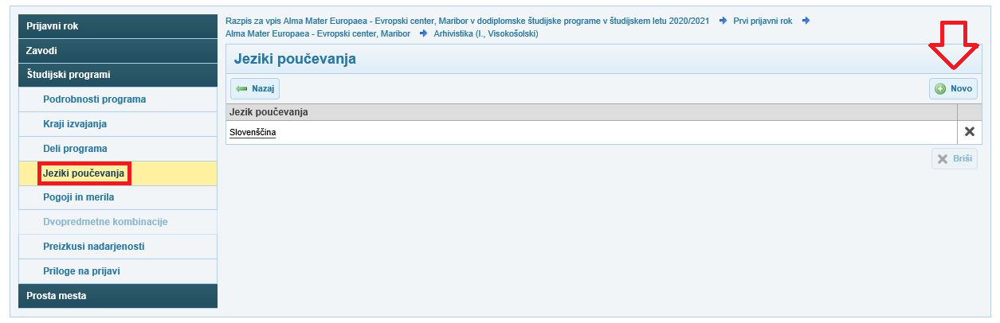 Prijavni rok
Zavodi
Študijski programi
Podrobnosti programa
Kraji izvajanja
Deli programa
Jeziki poučevanja
Pogoji in merila
Dvopredmetne kombinacije
Preizkusi nadarjenosti
Priloge na prijavi
Prosta mesta
Razpis za vpis Alma Mater Europaea - Evropski center, Maribor v dodiplomske študijske programe v študijskem letu 2020/2021 Prvi prijavni rok
Alma Mater Europaea - Evropski center, Maribor Arhivistika (I., Visokošolski)
Jeziki poučevanja
Nazaj Novo
Jezik poučevanja
Slovenščina
Briši